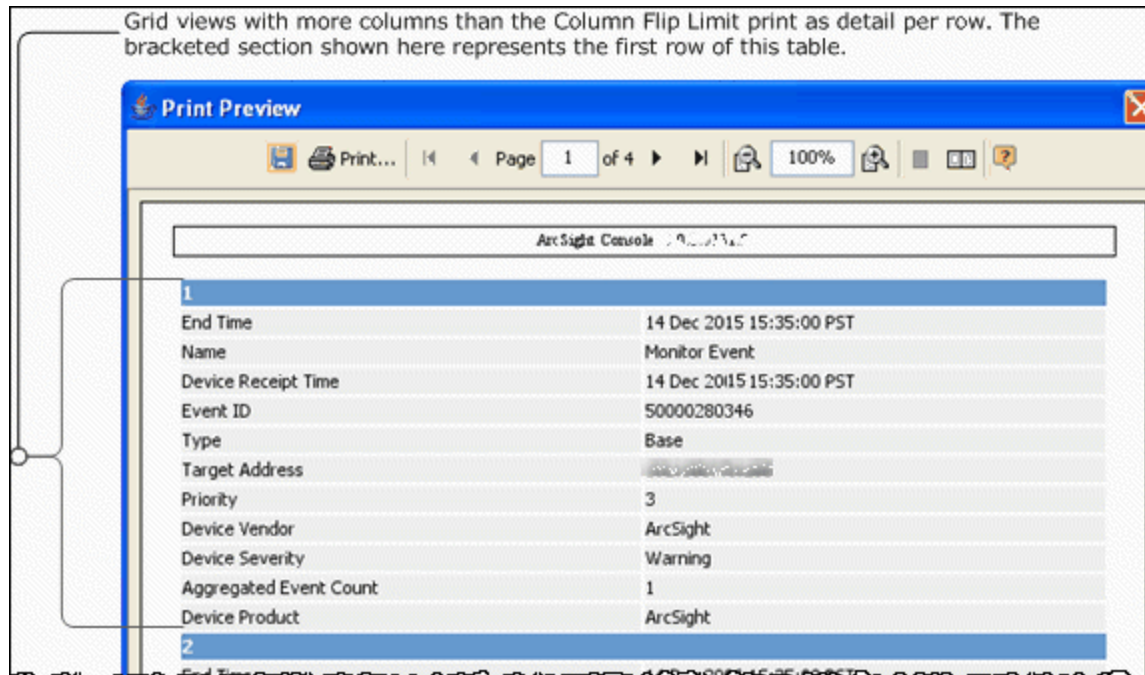 Grid views with more columns than the Column Flip Limit print as detail per row. The
bracketed section shown here represents the first row of this table.
Print Preview
Print... Page 1 of 4 100%
ArcSight Console
1
End Time 14 Dec 2015 15:35:00 PST
Name Monitor Event
Device Receipt Time 14 Dec 2015 15:35:00 PST
Event ID 50000280346
Type Base
Target Address
Priority 3
Device Vendor ArcSight
Device Severity Warning
Aggregated Event Count 1
Device Product ArcSight
2
End Time